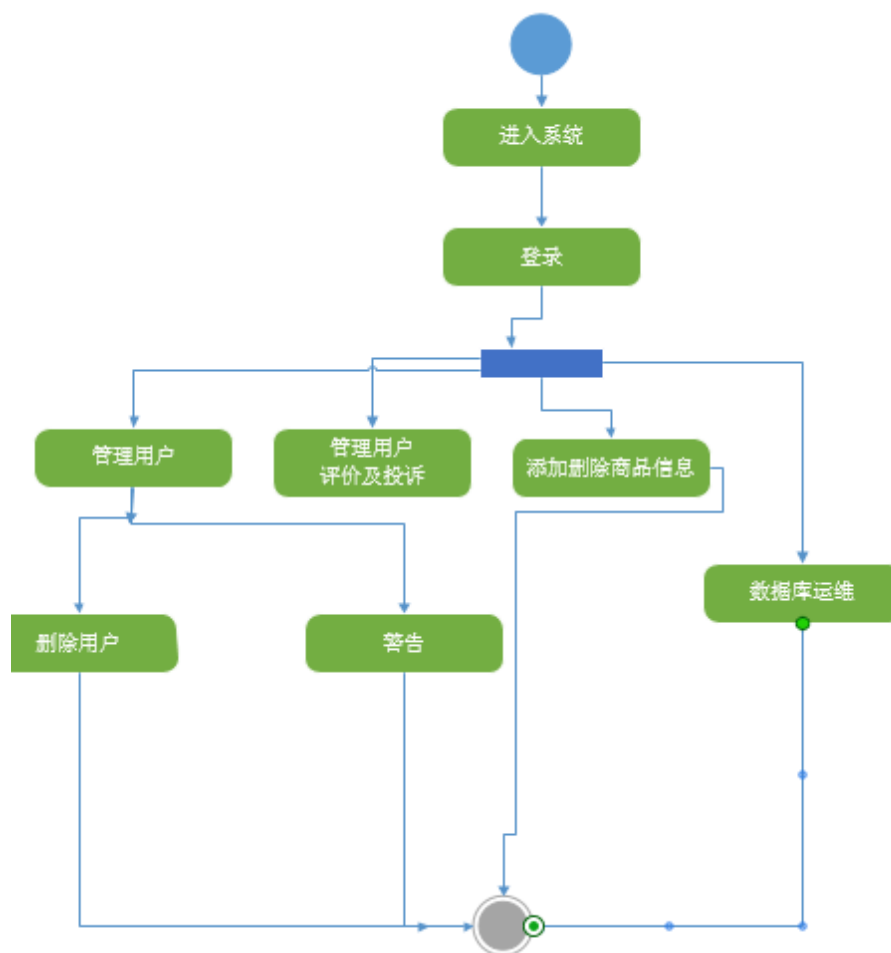 进入系统
登录
管理用户
管理用户
评价及投诉
添加删除商品信息
数据库运维
删除用户
警告